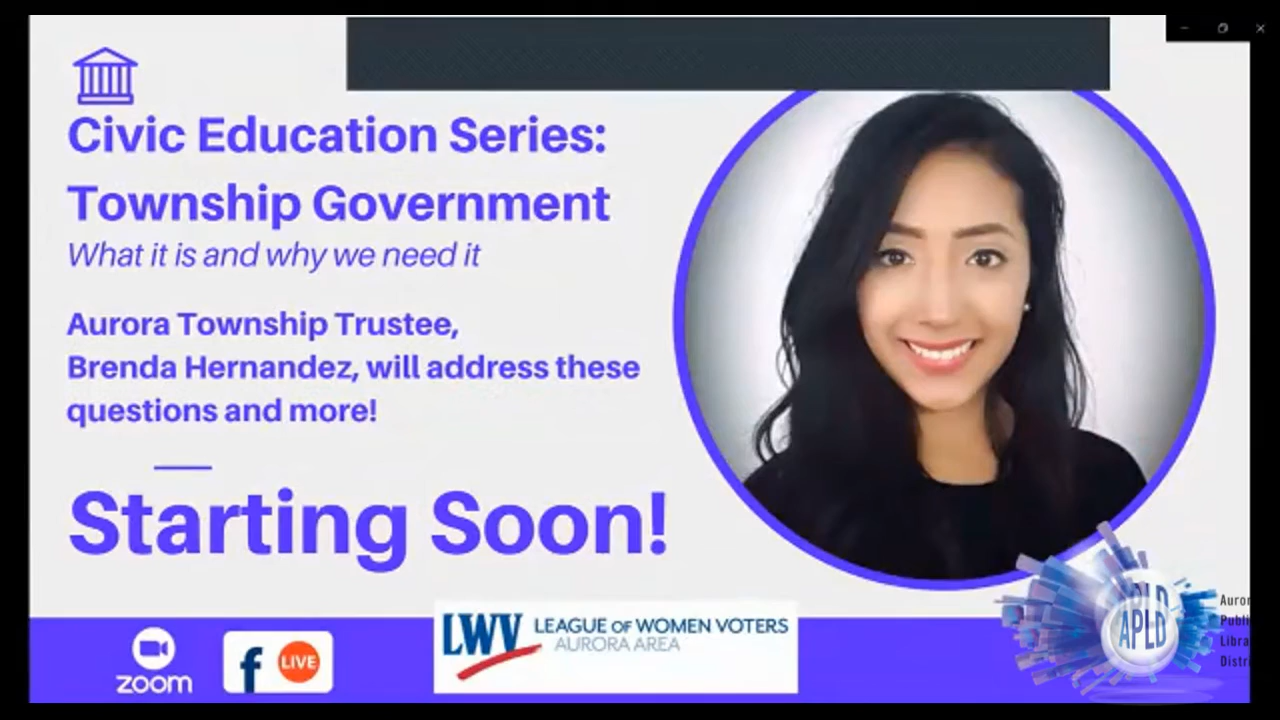 Civic Education Series:
Township Government
What it is and why we need it
Aurora Township Trustee,
Brenda Hernandez, will address these
questions and more!
Starting Soon!
zoom
f LIVE
LWV LEAGUE OF WOMEN VOTERS
AURORA AREA
APLD